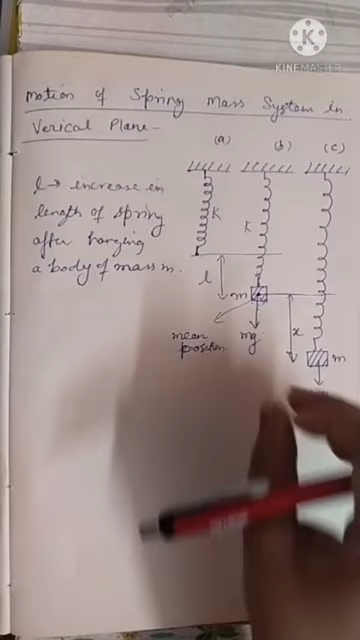 K
KINEMASTER
Motion of Spring Mass System in
Verical Plane -
(a) (b) (c)
l → increase in
length of spring
after hanging
a body of mass m.
K K
l
m
mean
position
mg
x
m